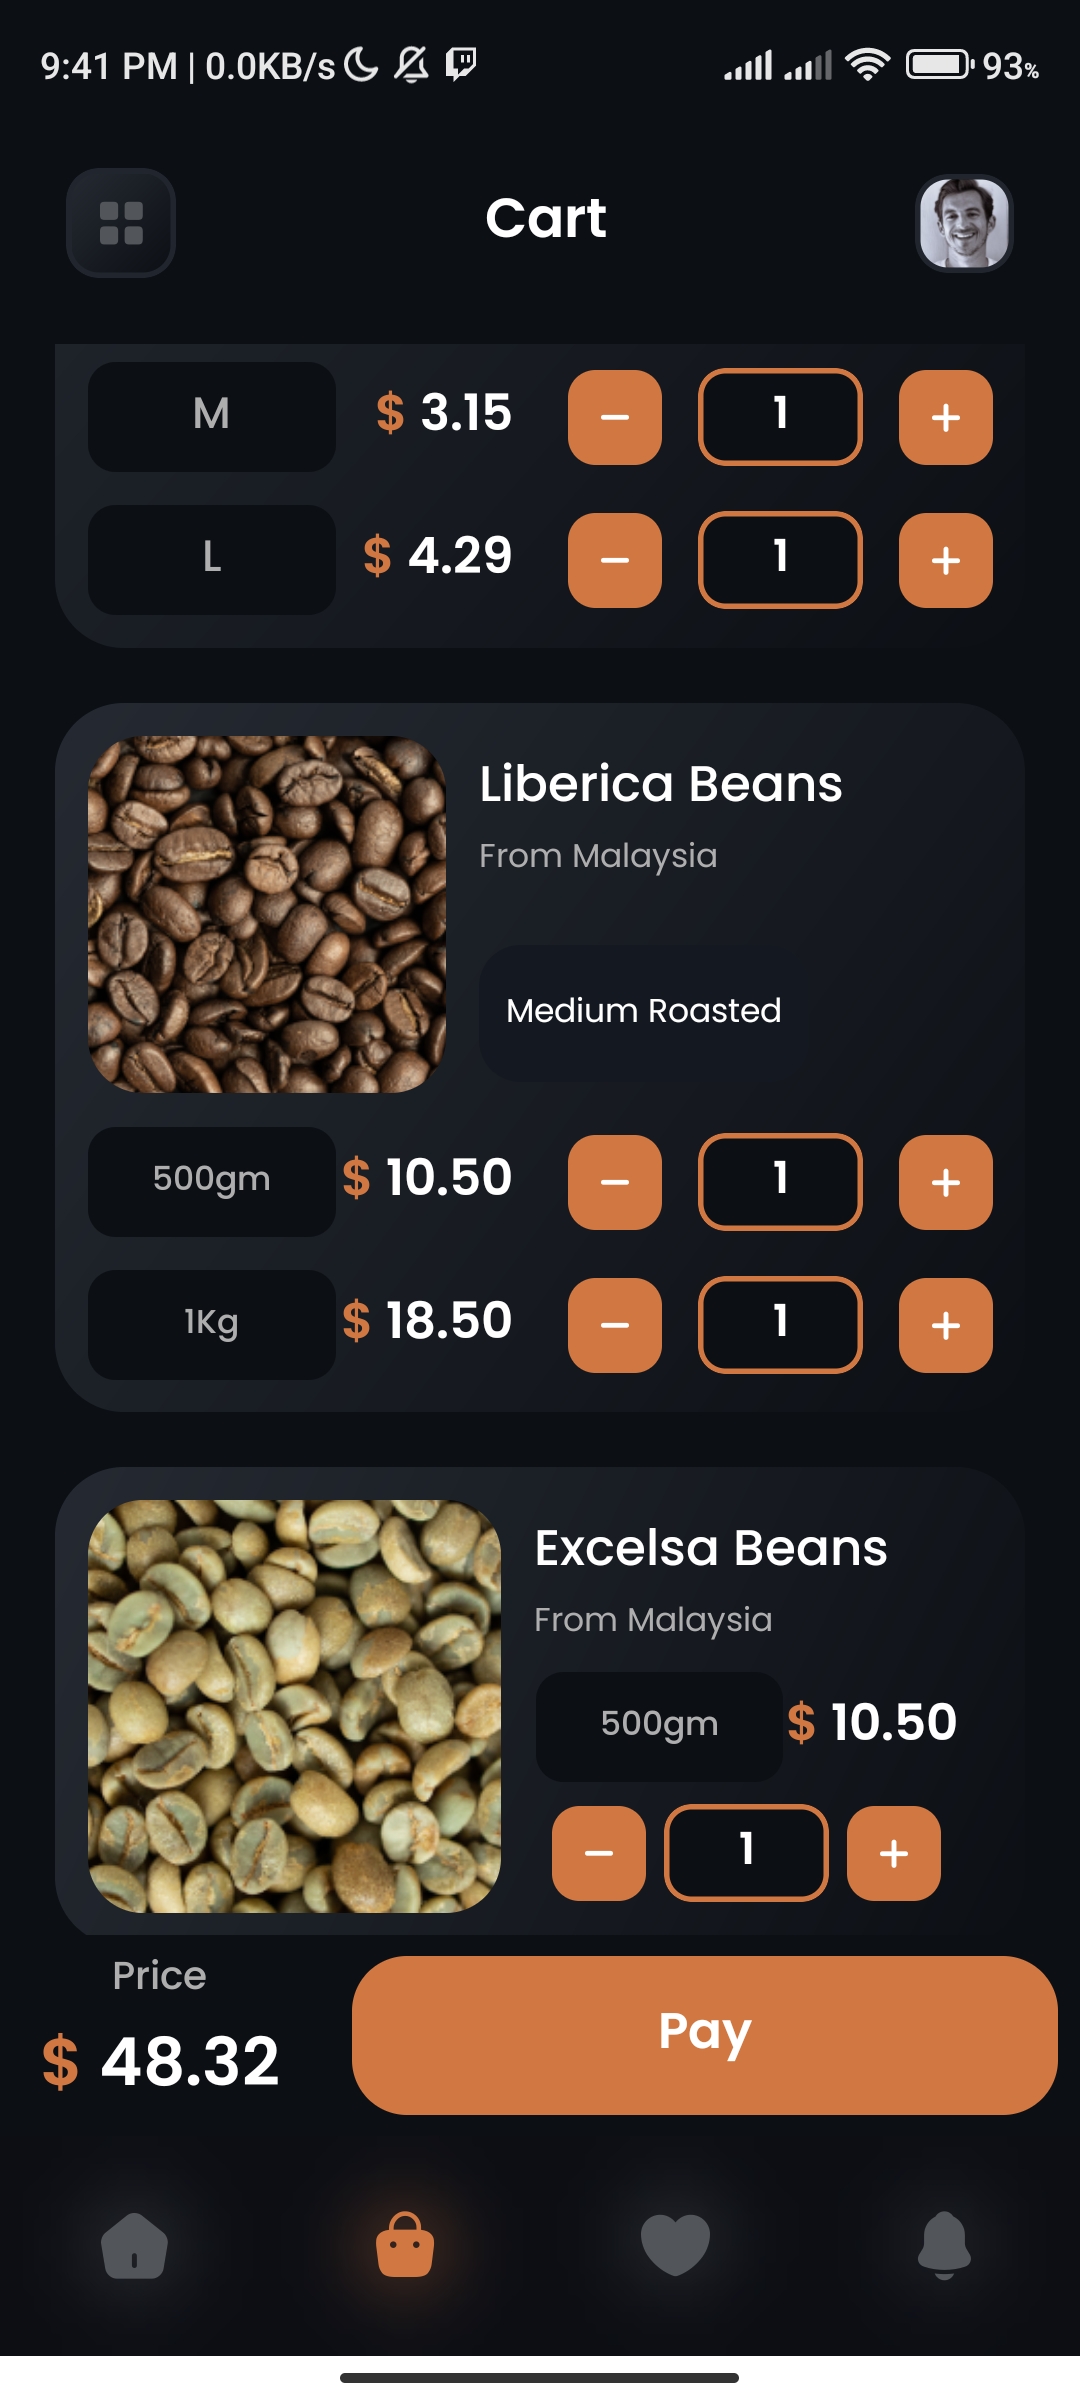 9:41 PM | 0.0KB/s 93%
Cart
M $ 3.15 1
L $ 4.29 1
Liberica Beans
From Malaysia
Medium Roasted
500gm $ 10.50 1
1Kg $ 18.50 1
Excelsa Beans
From Malaysia
500gm $ 10.50
1
Price
$ 48.32
Pay